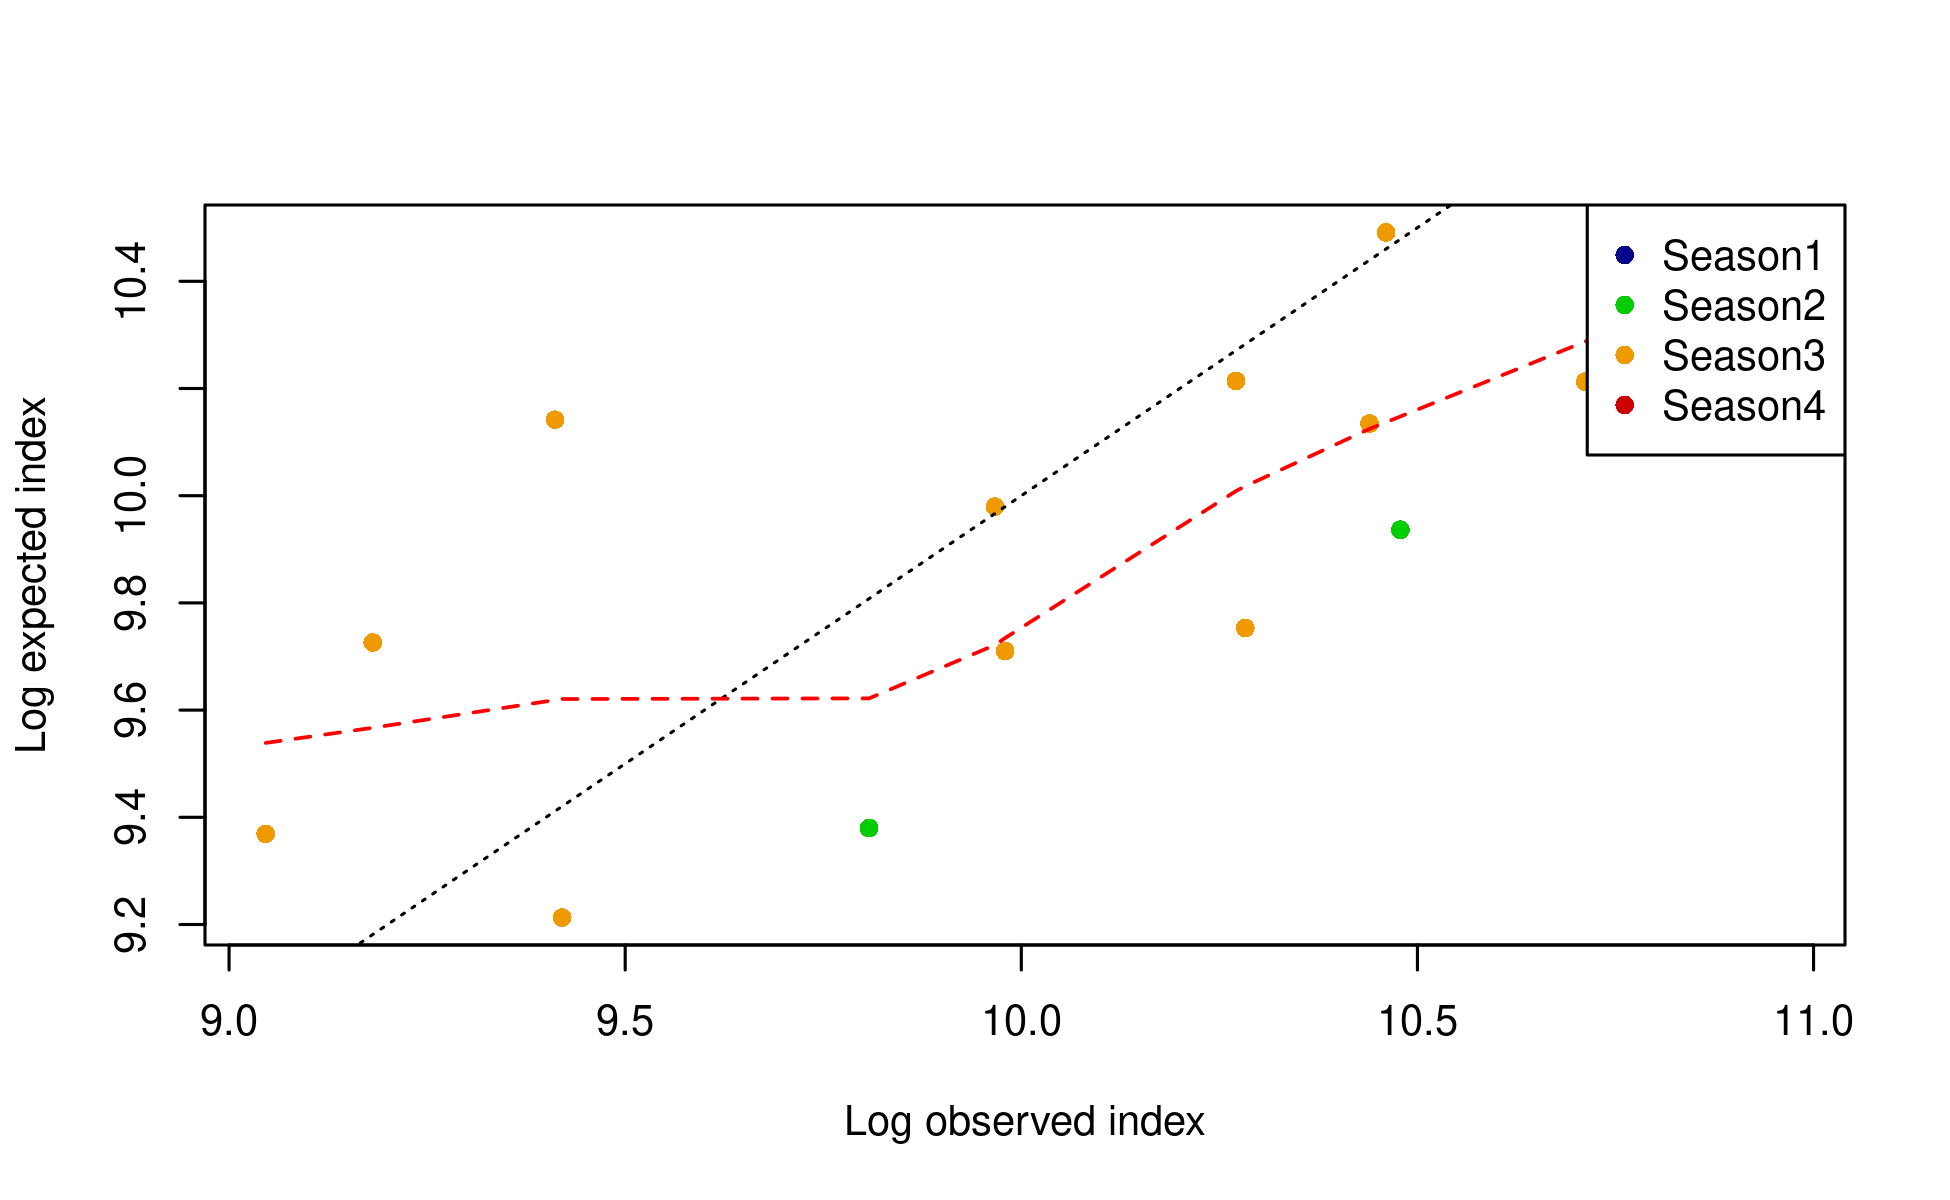 Log expected index
10.4
10.0
9.8
9.6
9.4
9.2
Season1
Season2
Season3
Season4
9.0
9.5
10.0
10.5
11.0
Log observed index